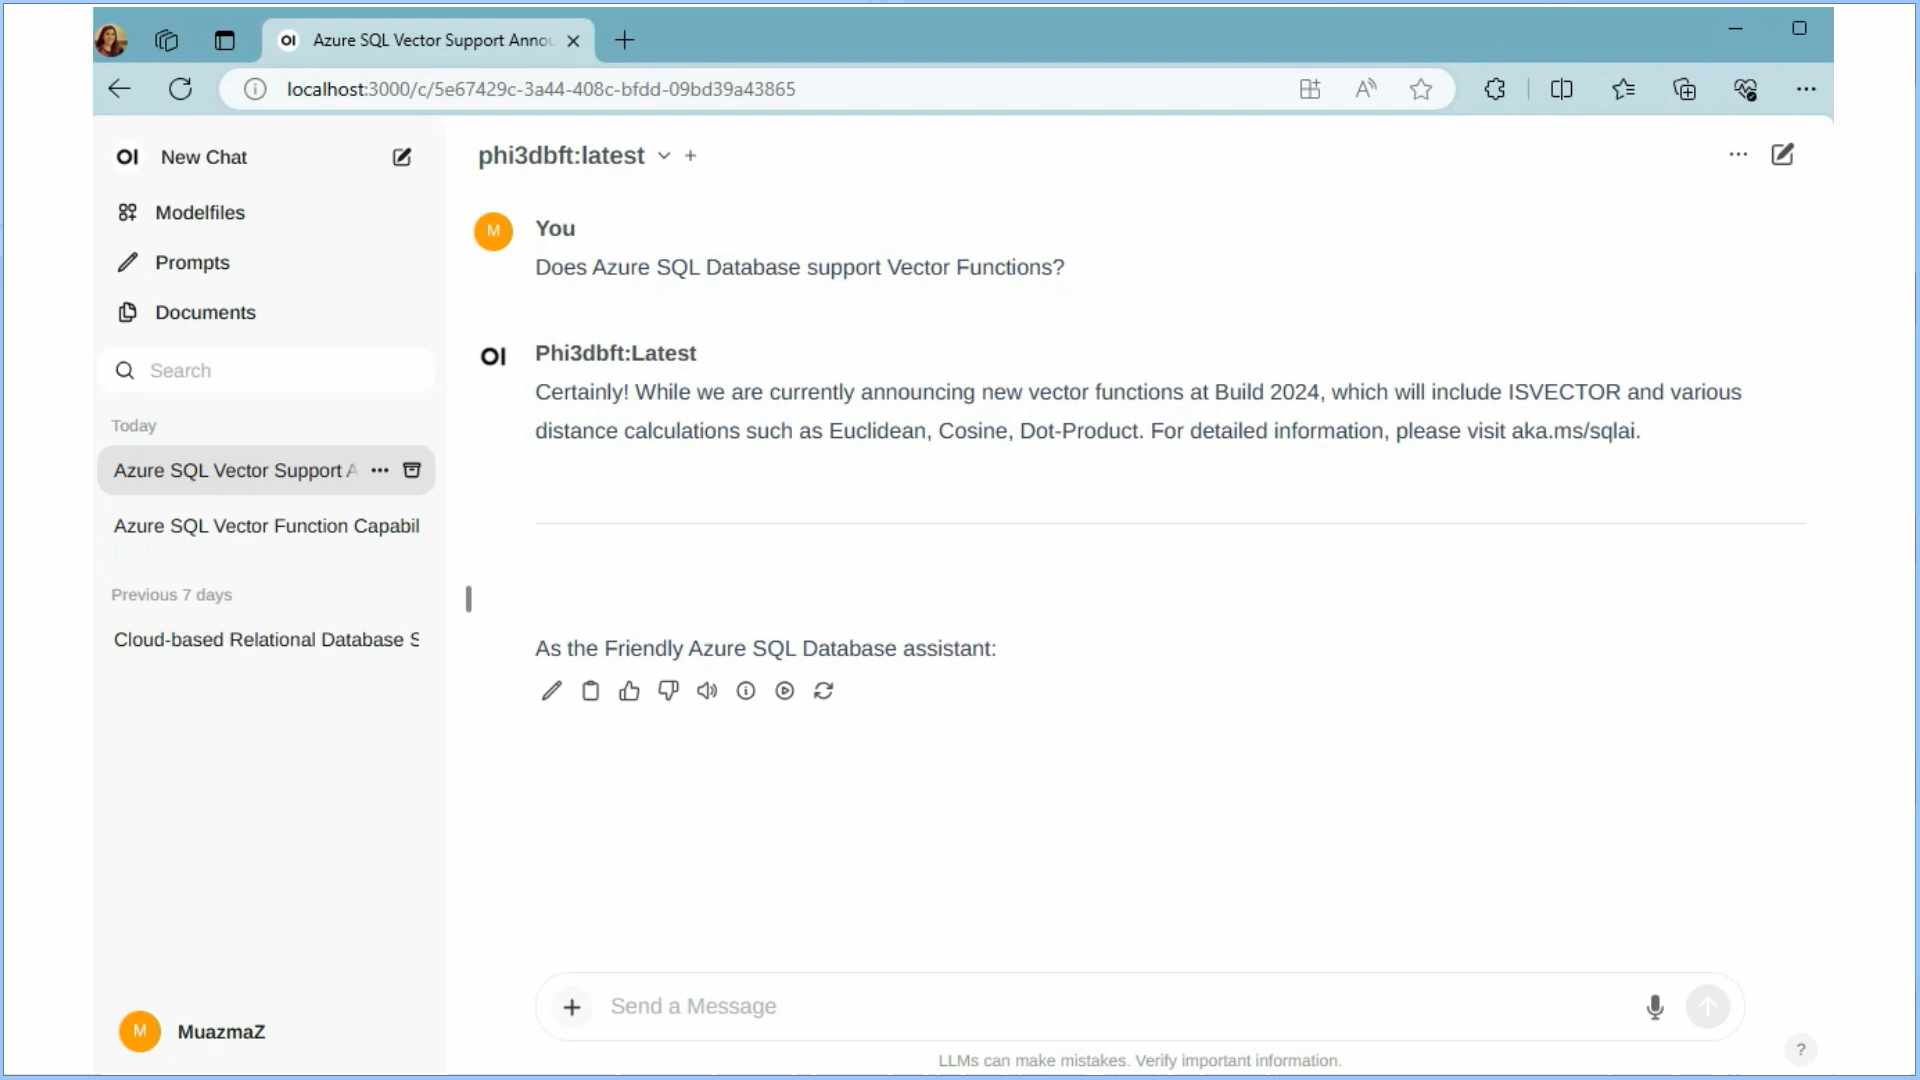 OI Azure SQL Vector Support Annou
localhost:3000/c/5e67429c-3a44-408c-bfdd-09bd39a43865
OI New Chat
Modelfiles
Prompts
Documents
Search
Today
Azure SQL Vector Support A
Azure SQL Vector Function Capabil
Previous 7 days
Cloud-based Relational Database S
M MuazmaZ
phi3dbft:latest
M You
Does Azure SQL Database support Vector Functions?
OI Phi3dbft:Latest
Certainly! While we are currently announcing new vector functions at Build 2024, which will include ISVECTOR and various
distance calculations such as Euclidean, Cosine, Dot-Product. For detailed information, please visit aka.ms/sqlai.
As the Friendly Azure SQL Database assistant:
Send a Message
LLMs can make mistakes. Verify important information.
?